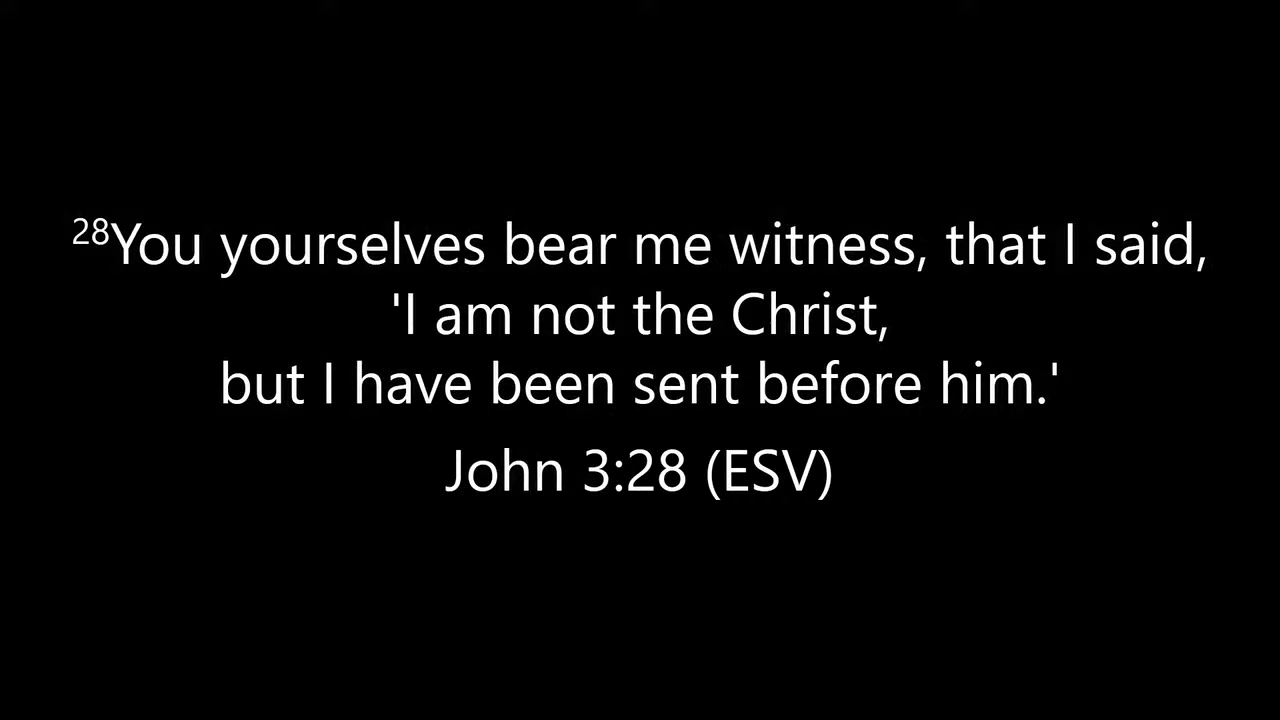 28You yourselves bear me witness, that I said,
'I am not the Christ,
but I have been sent before him.'
John 3:28 (ESV)